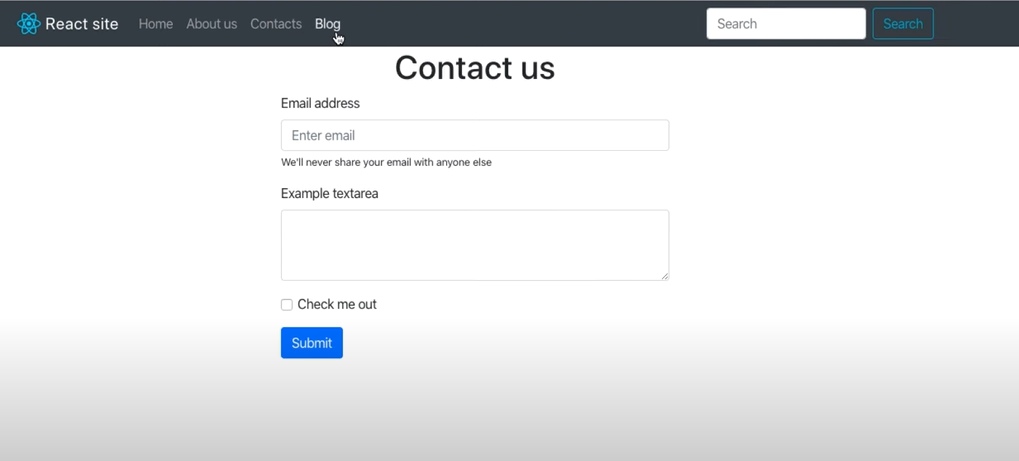 React site Home About us Contacts Blog Search Search
Contact us
Email address
Enter email
We'll never share your email with anyone else
Example textarea
Check me out
Submit